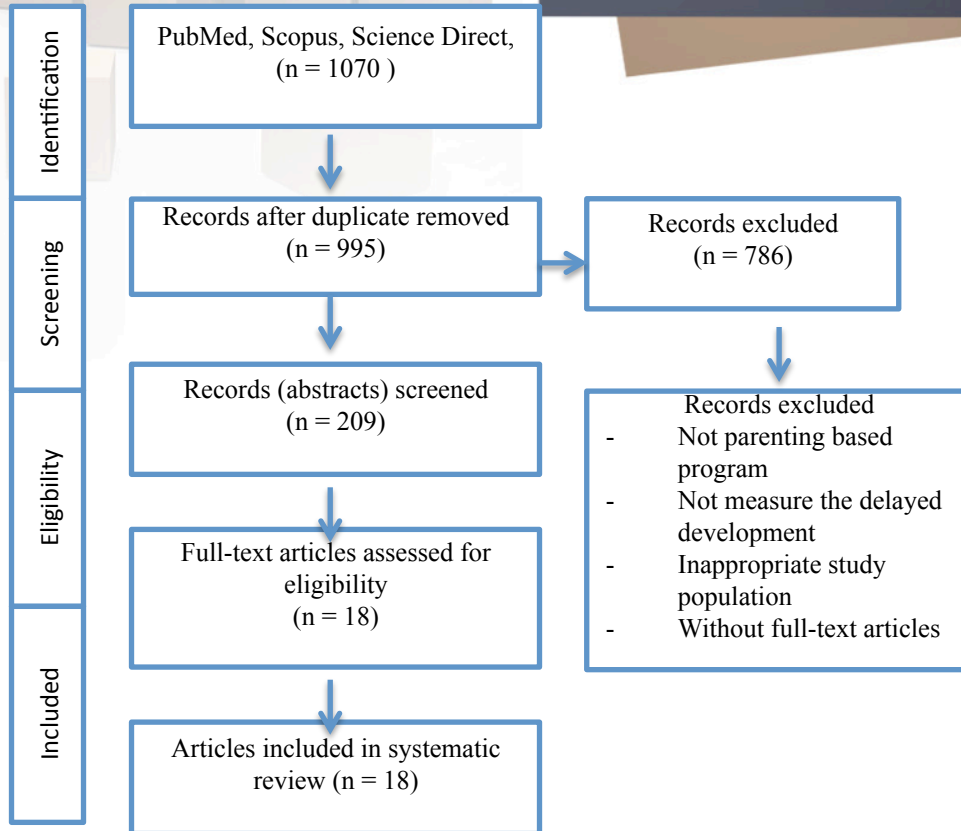 Identification
PubMed, Scopus, Science Direct,
(n = 1070 )
Screening
Records after duplicate removed
(n = 995)
Records excluded
(n = 786)
Eligibility
Records (abstracts) screened
(n = 209)
Records excluded
- Not parenting based
program
- Not measure the delayed
development
- Inappropriate study
population
- Without full-text articles
Full-text articles assessed for
eligibility
(n = 18)
Included
Articles included in systematic
review (n = 18)